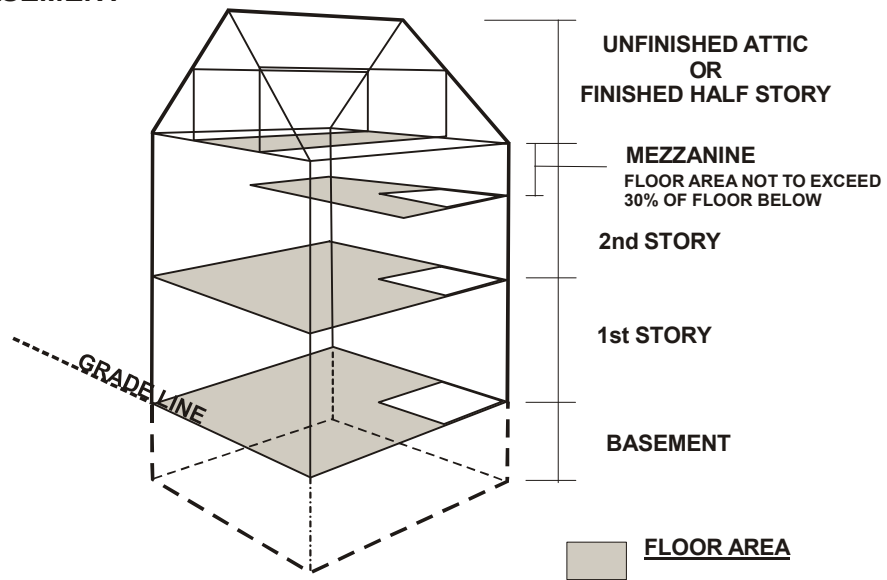 UNFINISHED ATTIC
OR
FINISHED HALF STORY
MEZZANINE
FLOOR AREA NOT TO EXCEED
30% OF FLOOR BELOW
2nd STORY
1st STORY
GRADE LINE
BASEMENT
FLOOR AREA